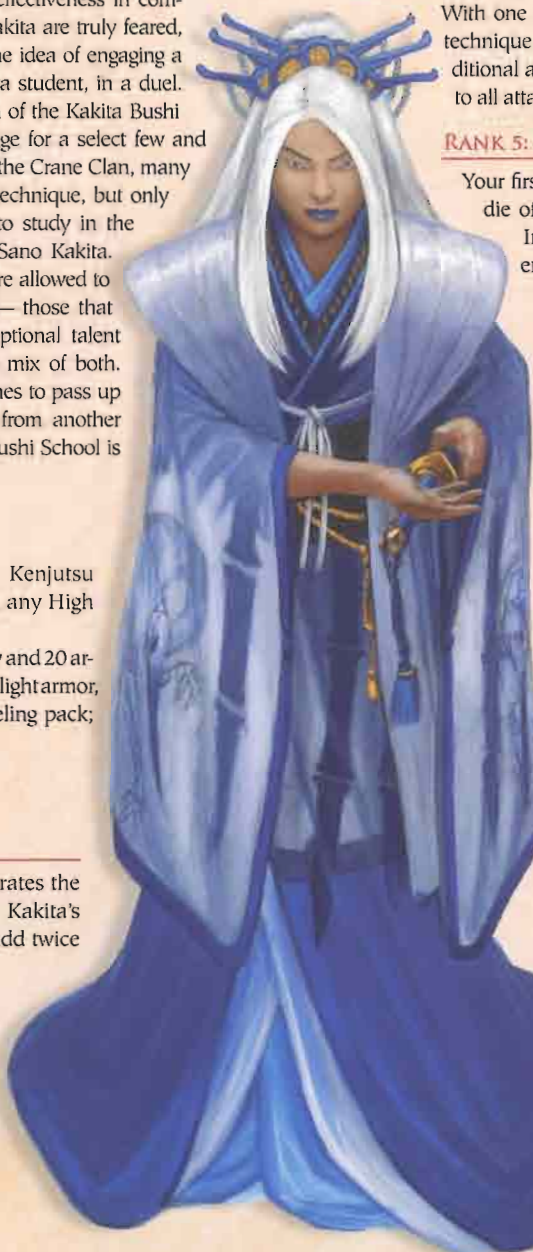 effectiveness in com-
akita are truly feared,
ne idea of engaging a
a student, in a duel.
n of the Kakita Bushi
ge for a select few and
the Crane Clan, many
technique, but only
to study in the
Sano Kakita.
re allowed to
— those that
ptional talent
mix of both.
nes to pass up
from another
ushi School is
Kenjutsu
any High
y and 20 ar-
light armor,
eling pack;
rates the
Kakita's
dd twice
With one
technique
ditional a
to all atta
RANK 5:
Your firs
die of
I
e